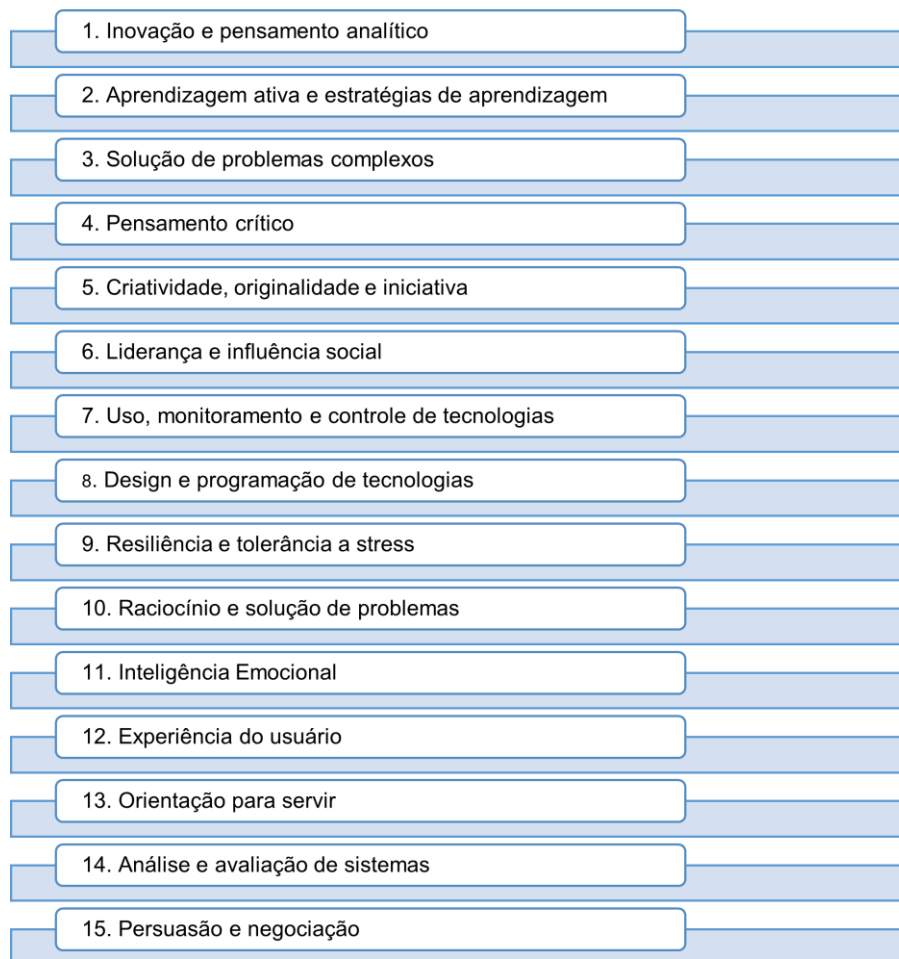 1. Inovação e pensamento analítico
2. Aprendizagem ativa e estratégias de aprendizagem
3. Solução de problemas complexos
4. Pensamento crítico
5. Criatividade, originalidade e iniciativa
6. Liderança e influência social
7. Uso, monitoramento e controle de tecnologias
8. Design e programação de tecnologias
9. Resiliência e tolerância a stress
10. Raciocínio e solução de problemas
11. Inteligência Emocional
12. Experiência do usuário
13. Orientação para servir
14. Análise e avaliação de sistemas
15. Persuasão e negociação